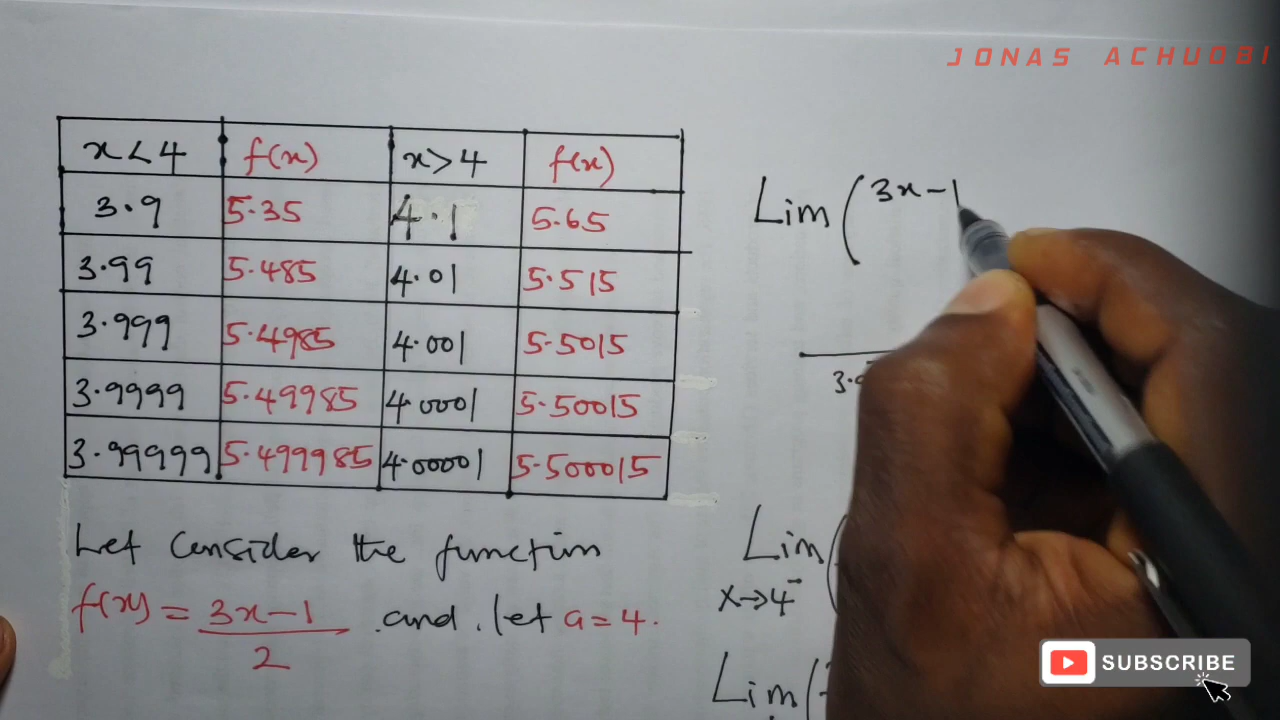 JONAS ACHUOBI
x<4 f(x) x>4 f(x)
3.9 5.35 4.1 5.65
3.99 5.485 4.01 5.515
3.999 5.4985 4.001 5.5015
3.9999 5.49985 4.0001 5.50015
3.99999 5.499985 4.00001 5.500015
Let Consider the function
f(x) = 3x-1
2
and let a=4.
Lim (3x-1
Lim (
x→4⁻
Lim (
SUBSCRIBE